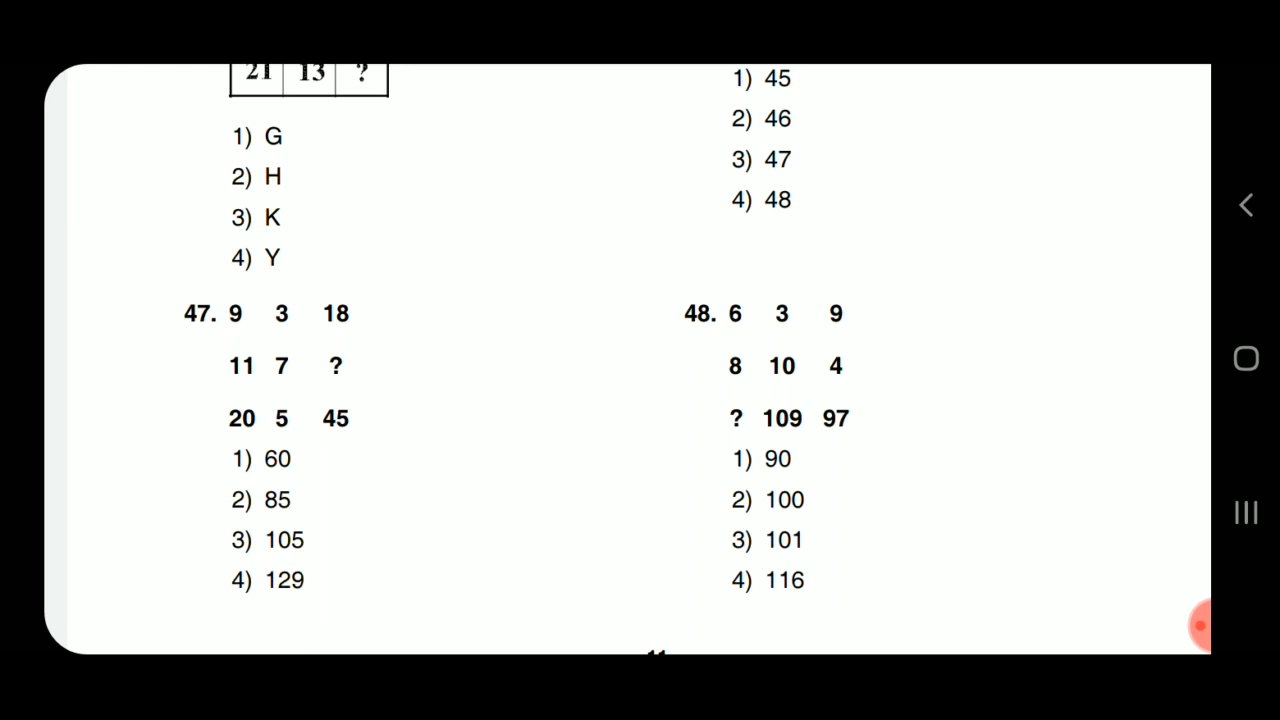 21 13 ?
1) G
2) H
3) K
4) Y
47. 9 3 18
11 7 ?
20 5 45
1) 60
2) 85
3) 105
4) 129
1) 45
2) 46
3) 47
4) 48
48. 6 3 9
8 10 4
? 109 97
1) 90
2) 100
3) 101
4) 116